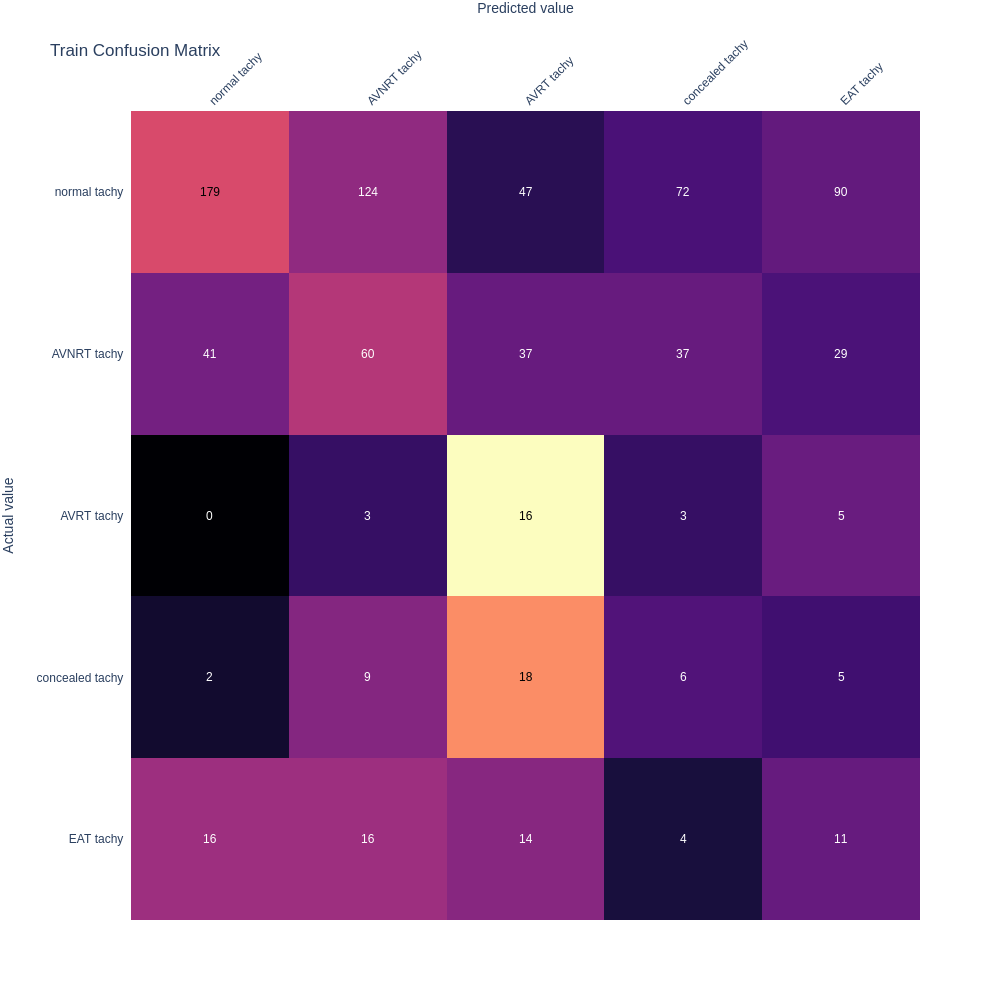 Predicted value
Train Confusion Matrix
normal tachy
AVNRT tachy
AVRT tachy
concealed tachy
EAT tachy
normal tachy 179 124 47 72 90
AVNRT tachy 41 60 37 37 29
AVRT tachy 0 3 16 3 5
concealed tachy 2 9 18 6 5
EAT tachy 16 16 14 4 11
Actual value